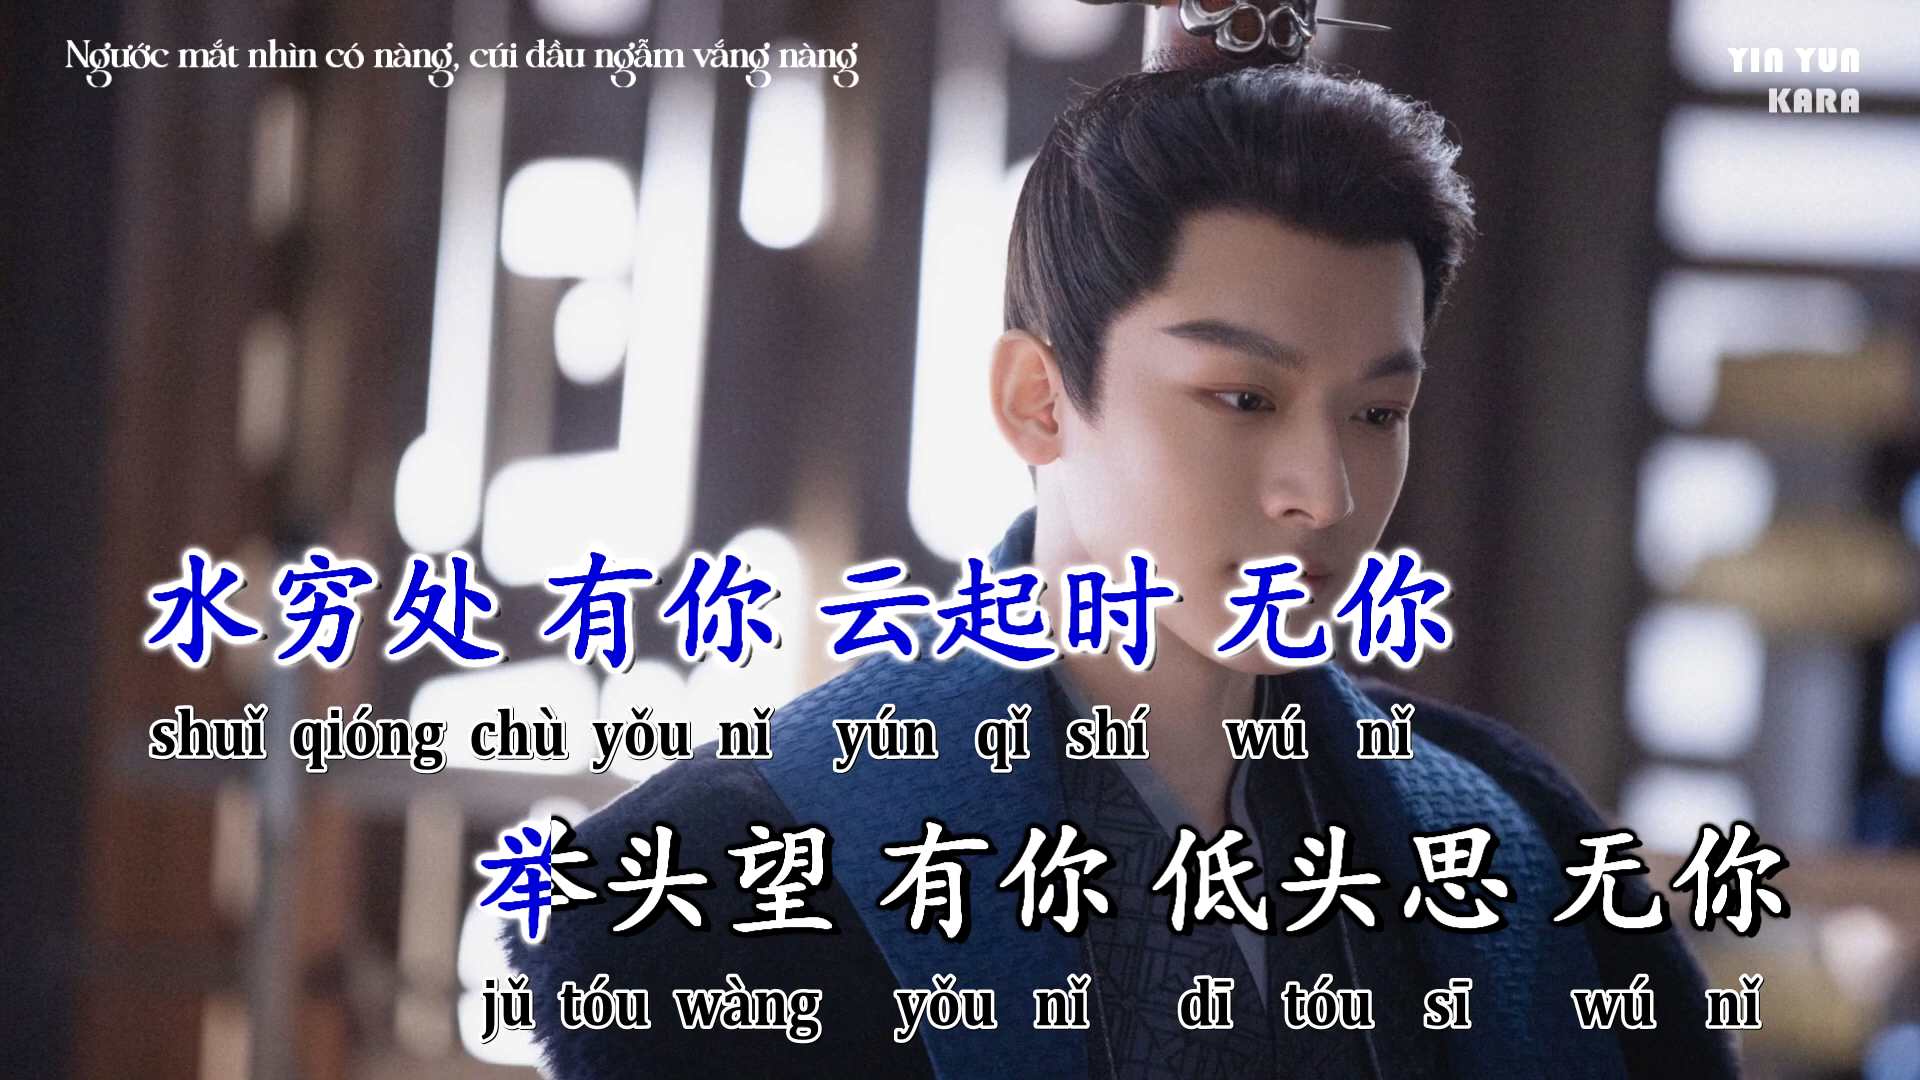 Ngước mắt nhìn có nàng, cúi đầu ngẫm vắng nàng
YIN YUN
KARA
水穷处 有你 云起时 无你
shuǐ qióng chù yǒu nǐ yún qǐ shí wú nǐ
举头望 有你 低头思 无你
jǔ tóu wàng yǒu nǐ dī tóu sī wú nǐ